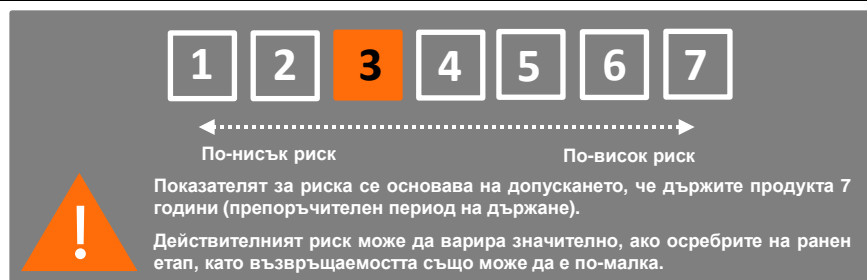 1 2 3 4 5 6 7
По-нисък риск По-висок риск
Показателят за риска се основава на допускането, че държите продукта 7
години (препоръчителен период на държане).
Действителният риск може да варира значително, ако осребрите на ранен
етап, като възвръщаемостта също може да е по-малка.
!